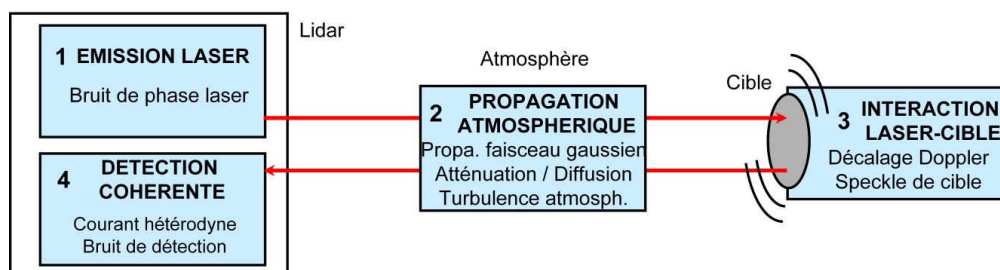 Lidar
1 EMISSION LASER
Bruit de phase laser
Atmosphère
2 PROPAGATION
ATMOSPHERIQUE
Propa. faisceau gaussien
Atténuation / Diffusion
Turbulence atmosph.
Cible
3 INTERACTION
LASER-CIBLE
Décalage Doppler
Speckle de cible
4 DETECTION
COHERENTE
Courant hétérodyne
Bruit de détection